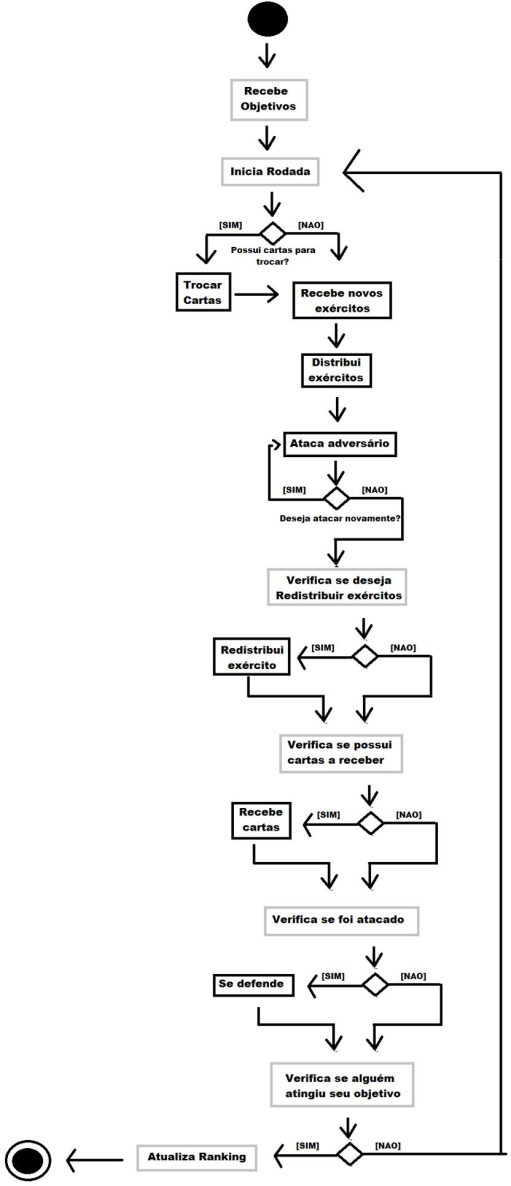 Recebe
Objetivos
Inicia Rodada
[SIM]
[NAO]
Possui cartas para
trocar?
Trocar
Cartas
Recebe novos
exércitos
Distribui
exércitos
Ataca adversário
[SIM]
[NAO]
Deseja atacar novamente?
Verifica se deseja
Redistribuir exércitos
Redistribui
exército
[SIM]
[NAO]
Verifica se possui
cartas a receber
Recebe
cartas
[SIM]
[NAO]
Verifica se foi atacado
Se defende
[SIM]
[NAO]
Verifica se alguém
atingiu seu objetivo
Atualiza Ranking
[SIM]
[NAO]